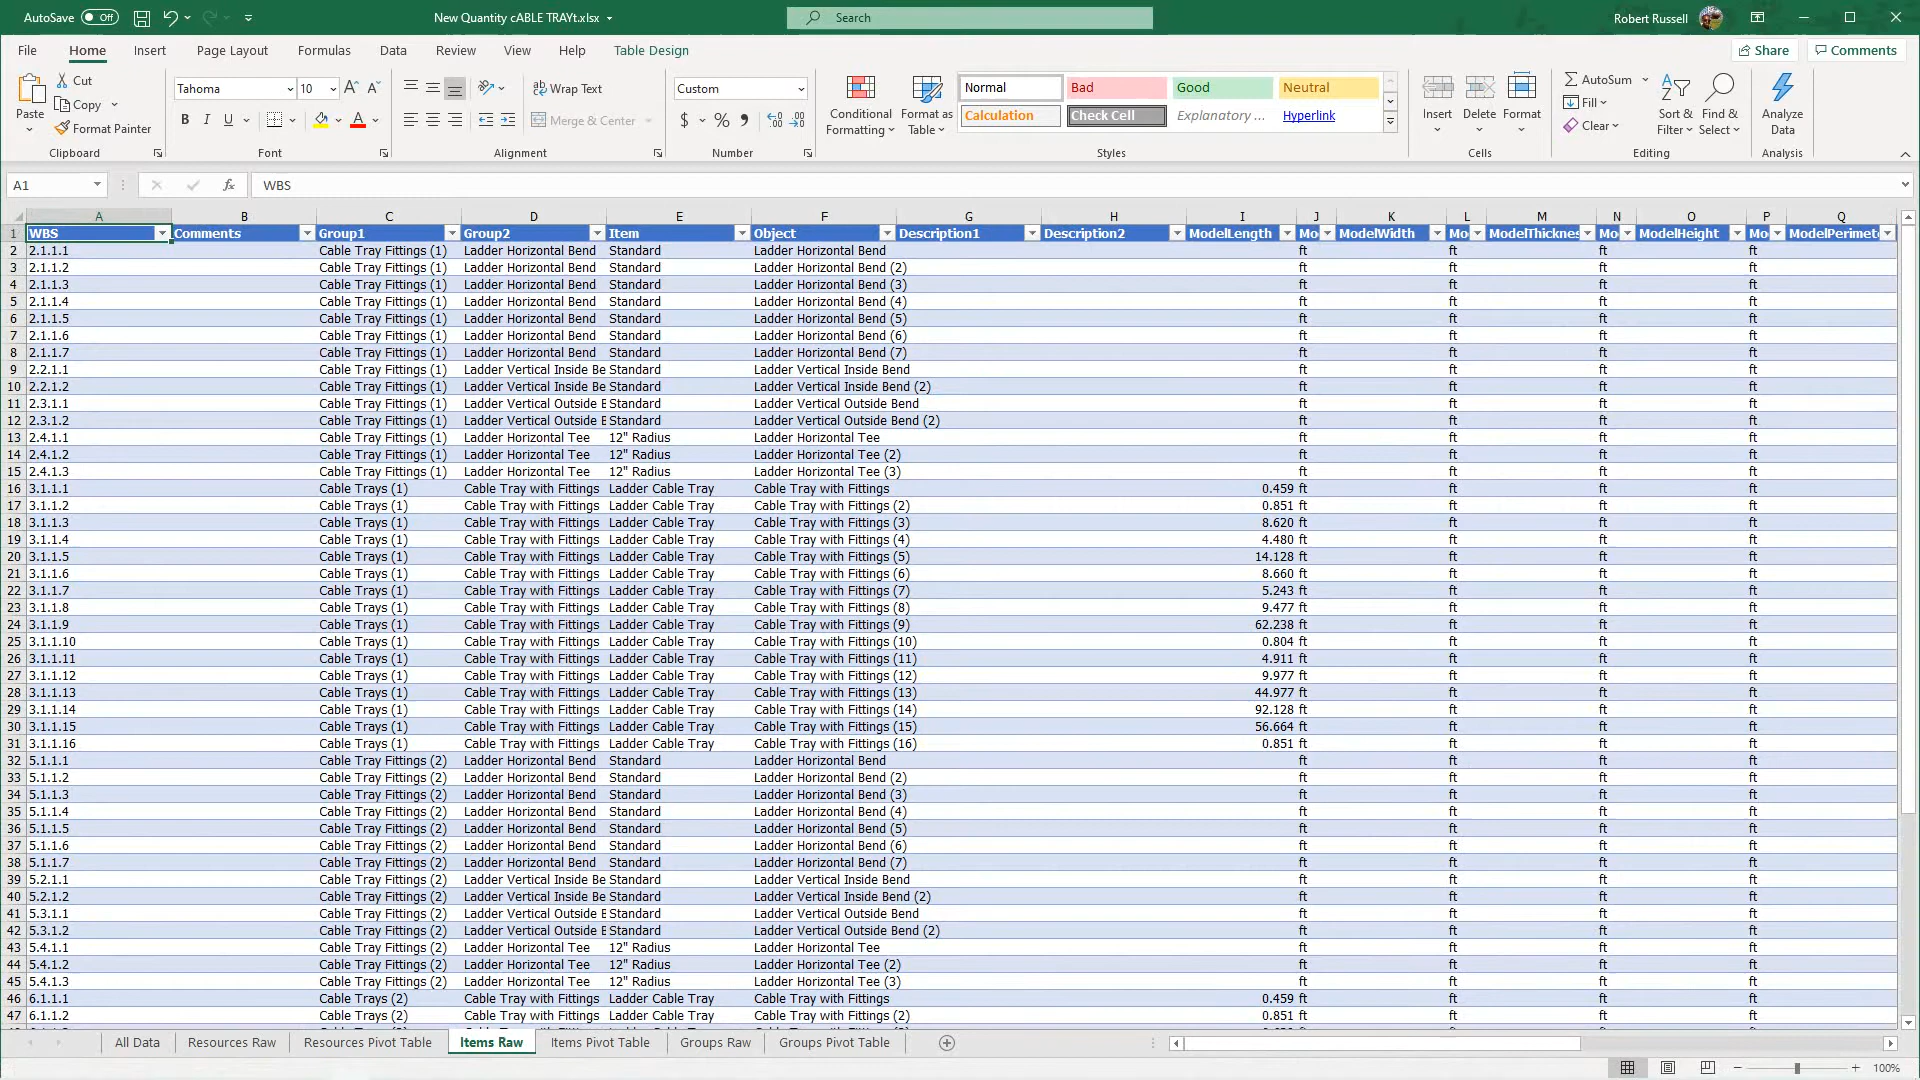 AutoSave Off New Quantity cABLE TRAYt.xlsx Search Robert Russell
File Home Insert Page Layout Formulas Data Review View Help Table Design Share Comments
Paste Cut Copy Format Painter Clipboard
Tahoma 10 B I U Font
Wrap Text Merge & Center Alignment
Custom $ % Number
Conditional Formatting Format as Table
Normal Bad Good Neutral
Calculation Check Cell Explanatory ... Hyperlink
Styles
Insert Delete Format Cells
AutoSum Fill Clear Sort & Filter Find & Select Editing
Analyze Data Analysis
A1 fx WBS
A B C D E F G H I J K L M N O P Q
1 WBS Comments Group1 Group2 Item Object Description1 Description2 ModelLength Mo ModelWidth Mo ModelThicknes Mo ModelHeight Mo ModelPerimet
2 2.1.1.1 Cable Tray Fittings (1) Ladder Horizontal Bend Standard Ladder Horizontal Bend ft ft ft ft
3 2.1.1.2 Cable Tray Fittings (1) Ladder Horizontal Bend Standard Ladder Horizontal Bend (2) ft ft ft ft
4 2.1.1.3 Cable Tray Fittings (1) Ladder Horizontal Bend Standard Ladder Horizontal Bend (3) ft ft ft ft
5 2.1.1.4 Cable Tray Fittings (1) Ladder Horizontal Bend Standard Ladder Horizontal Bend (4) ft ft ft ft
6 2.1.1.5 Cable Tray Fittings (1) Ladder Horizontal Bend Standard Ladder Horizontal Bend (5) ft ft ft ft
7 2.1.1.6 Cable Tray Fittings (1) Ladder Horizontal Bend Standard Ladder Horizontal Bend (6) ft ft ft ft
8 2.1.1.7 Cable Tray Fittings (1) Ladder Horizontal Bend Standard Ladder Horizontal Bend (7) ft ft ft ft
9 2.2.1.1 Cable Tray Fittings (1) Ladder Vertical Inside Be Standard Ladder Vertical Inside Bend ft ft ft ft
10 2.2.1.2 Cable Tray Fittings (1) Ladder Vertical Inside Be Standard Ladder Vertical Inside Bend (2) ft ft ft ft
11 2.3.1.1 Cable Tray Fittings (1) Ladder Vertical Outside E Standard Ladder Vertical Outside Bend ft ft ft ft
12 2.3.1.2 Cable Tray Fittings (1) Ladder Vertical Outside E Standard Ladder Vertical Outside Bend (2) ft ft ft ft
13 2.4.1.1 Cable Tray Fittings (1) Ladder Horizontal Tee 12" Radius Ladder Horizontal Tee ft ft ft ft
14 2.4.1.2 Cable Tray Fittings (1) Ladder Horizontal Tee 12" Radius Ladder Horizontal Tee (2) ft ft ft ft
15 2.4.1.3 Cable Tray Fittings (1) Ladder Horizontal Tee 12" Radius Ladder Horizontal Tee (3) ft ft ft ft
16 3.1.1.1 Cable Trays (1) Cable Tray with Fittings Ladder Cable Tray Cable Tray with Fittings 0.459 ft ft ft ft
17 3.1.1.2 Cable Trays (1) Cable Tray with Fittings Ladder Cable Tray Cable Tray with Fittings (2) 0.851 ft ft ft ft
18 3.1.1.3 Cable Trays (1) Cable Tray with Fittings Ladder Cable Tray Cable Tray with Fittings (3) 8.620 ft ft ft ft
19 3.1.1.4 Cable Trays (1) Cable Tray with Fittings Ladder Cable Tray Cable Tray with Fittings (4) 4.480 ft ft ft ft
20 3.1.1.5 Cable Trays (1) Cable Tray with Fittings Ladder Cable Tray Cable Tray with Fittings (5) 14.128 ft ft ft ft
21 3.1.1.6 Cable Trays (1) Cable Tray with Fittings Ladder Cable Tray Cable Tray with Fittings (6) 8.660 ft ft ft ft
22 3.1.1.7 Cable Trays (1) Cable Tray with Fittings Ladder Cable Tray Cable Tray with Fittings (7) 5.243 ft ft ft ft
23 3.1.1.8 Cable Trays (1) Cable Tray with Fittings Ladder Cable Tray Cable Tray with Fittings (8) 9.477 ft ft ft ft
24 3.1.1.9 Cable Trays (1) Cable Tray with Fittings Ladder Cable Tray Cable Tray with Fittings (9) 62.238 ft ft ft ft
25 3.1.1.10 Cable Trays (1) Cable Tray with Fittings Ladder Cable Tray Cable Tray with Fittings (10) 0.804 ft ft ft ft
26 3.1.1.11 Cable Trays (1) Cable Tray with Fittings Ladder Cable Tray Cable Tray with Fittings (11) 4.911 ft ft ft ft
27 3.1.1.12 Cable Trays (1) Cable Tray with Fittings Ladder Cable Tray Cable Tray with Fittings (12) 9.977 ft ft ft ft
28 3.1.1.13 Cable Trays (1) Cable Tray with Fittings Ladder Cable Tray Cable Tray with Fittings (13) 44.977 ft ft ft ft
29 3.1.1.14 Cable Trays (1) Cable Tray with Fittings Ladder Cable Tray Cable Tray with Fittings (14) 92.128 ft ft ft ft
30 3.1.1.15 Cable Trays (1) Cable Tray with Fittings Ladder Cable Tray Cable Tray with Fittings (15) 56.664 ft ft ft ft
31 3.1.1.16 Cable Trays (1) Cable Tray with Fittings Ladder Cable Tray Cable Tray with Fittings (16) 0.851 ft ft ft ft
32 5.1.1.1 Cable Tray Fittings (2) Ladder Horizontal Bend Standard Ladder Horizontal Bend ft ft ft ft
33 5.1.1.2 Cable Tray Fittings (2) Ladder Horizontal Bend Standard Ladder Horizontal Bend (2) ft ft ft ft
34 5.1.1.3 Cable Tray Fittings (2) Ladder Horizontal Bend Standard Ladder Horizontal Bend (3) ft ft ft ft
35 5.1.1.4 Cable Tray Fittings (2) Ladder Horizontal Bend Standard Ladder Horizontal Bend (4) ft ft ft ft
36 5.1.1.5 Cable Tray Fittings (2) Ladder Horizontal Bend Standard Ladder Horizontal Bend (5) ft ft ft ft
37 5.1.1.6 Cable Tray Fittings (2) Ladder Horizontal Bend Standard Ladder Horizontal Bend (6) ft ft ft ft
38 5.1.1.7 Cable Tray Fittings (2) Ladder Horizontal Bend Standard Ladder Horizontal Bend (7) ft ft ft ft
39 5.2.1.1 Cable Tray Fittings (2) Ladder Vertical Inside Be Standard Ladder Vertical Inside Bend ft ft ft ft
40 5.2.1.2 Cable Tray Fittings (2) Ladder Vertical Inside Be Standard Ladder Vertical Inside Bend (2) ft ft ft ft
41 5.3.1.1 Cable Tray Fittings (2) Ladder Vertical Outside E Standard Ladder Vertical Outside Bend ft ft ft ft
42 5.3.1.2 Cable Tray Fittings (2) Ladder Vertical Outside E Standard Ladder Vertical Outside Bend (2) ft ft ft ft
43 5.4.1.1 Cable Tray Fittings (2) Ladder Horizontal Tee 12" Radius Ladder Horizontal Tee ft ft ft ft
44 5.4.1.2 Cable Tray Fittings (2) Ladder Horizontal Tee 12" Radius Ladder Horizontal Tee (2) ft ft ft ft
45 5.4.1.3 Cable Tray Fittings (2) Ladder Horizontal Tee 12" Radius Ladder Horizontal Tee (3) ft ft ft ft
46 6.1.1.1 Cable Trays (2) Cable Tray with Fittings Ladder Cable Tray Cable Tray with Fittings 0.459 ft ft ft ft
47 6.1.1.2 Cable Trays (2) Cable Tray with Fittings Ladder Cable Tray Cable Tray with Fittings (2) 0.851 ft ft ft ft
All Data Resources Raw Resources Pivot Table Items Raw Items Pivot Table Groups Raw Groups Pivot Table
100%